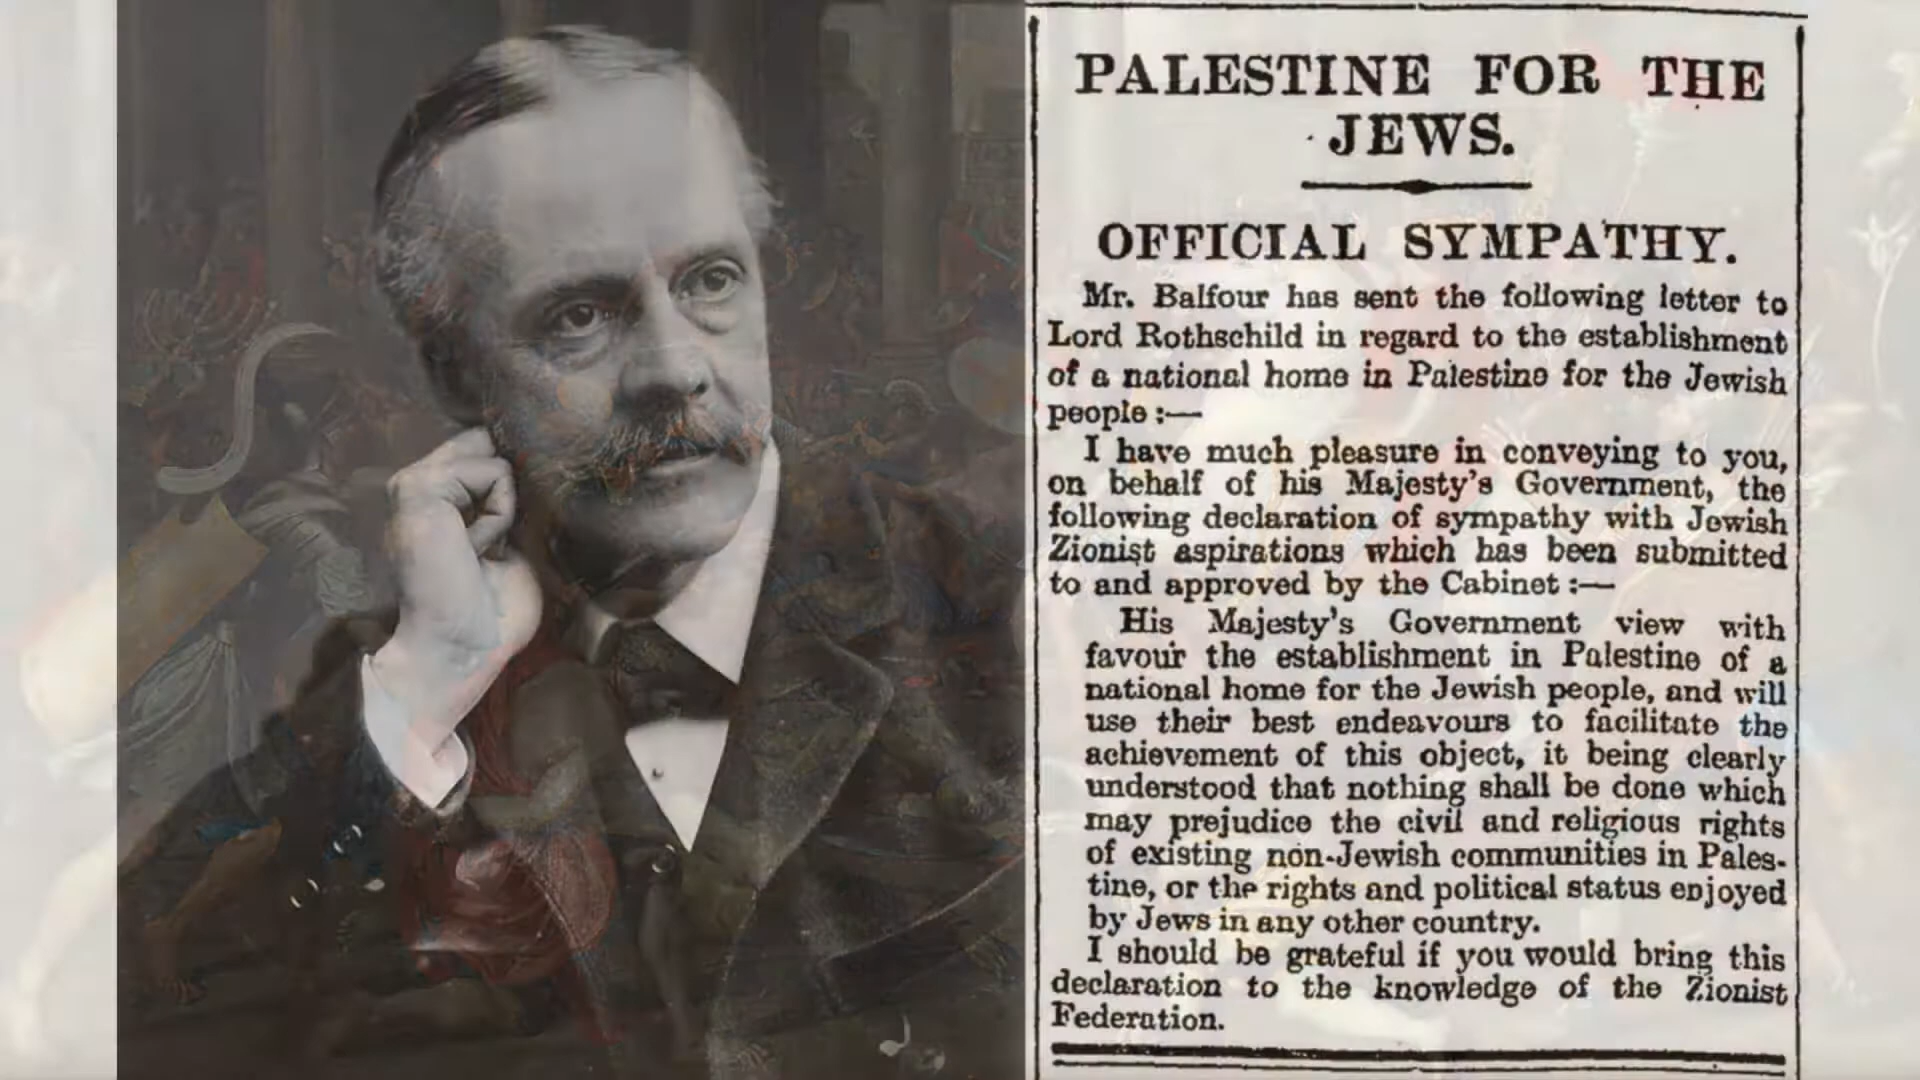 PALESTINE FOR THE
JEWS.
OFFICIAL SYMPATHY.
Mr. Balfour has sent the following letter to
Lord Rothschild in regard to the establishment
of a national home in Palestine for the Jewish
people :—
I have much pleasure in conveying to you,
on behalf of his Majesty's Government, the
following declaration of sympathy with Jewish
Zionist aspirations which has been submitted
to and approved by the Cabinet :—
His Majesty's Government view with
favour the establishment in Palestine of a
national home for the Jewish people, and will
use their best endeavours to facilitate the
achievement of this object, it being clearly
understood that nothing shall be done which
may prejudice the civil and religious rights
of existing non-Jewish communities in Pales-
tine, or the rights and political status enjoyed
by Jews in any other country.
I should be grateful if you would bring this
declaration to the knowledge of the Zionist
Federation.